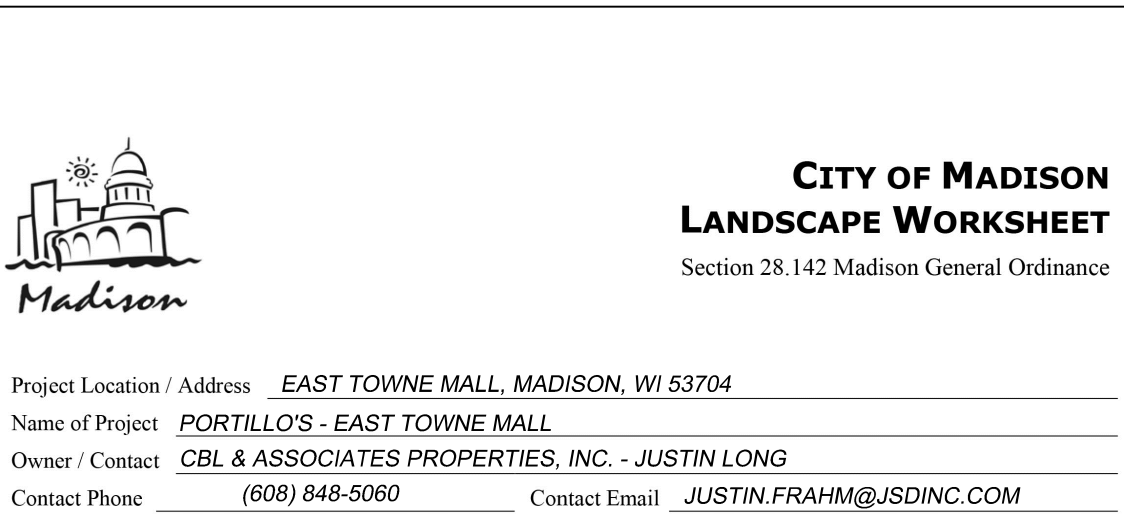 Madison
CITY OF MADISON
LANDSCAPE WORKSHEET
Section 28.142 Madison General Ordinance
Project Location / Address EAST TOWNE MALL, MADISON, WI 53704
Name of Project PORTILLO'S - EAST TOWNE MALL
Owner / Contact CBL & ASSOCIATES PROPERTIES, INC. - JUSTIN LONG
Contact Phone (608) 848-5060 Contact Email JUSTIN.FRAHM@JSDINC.COM